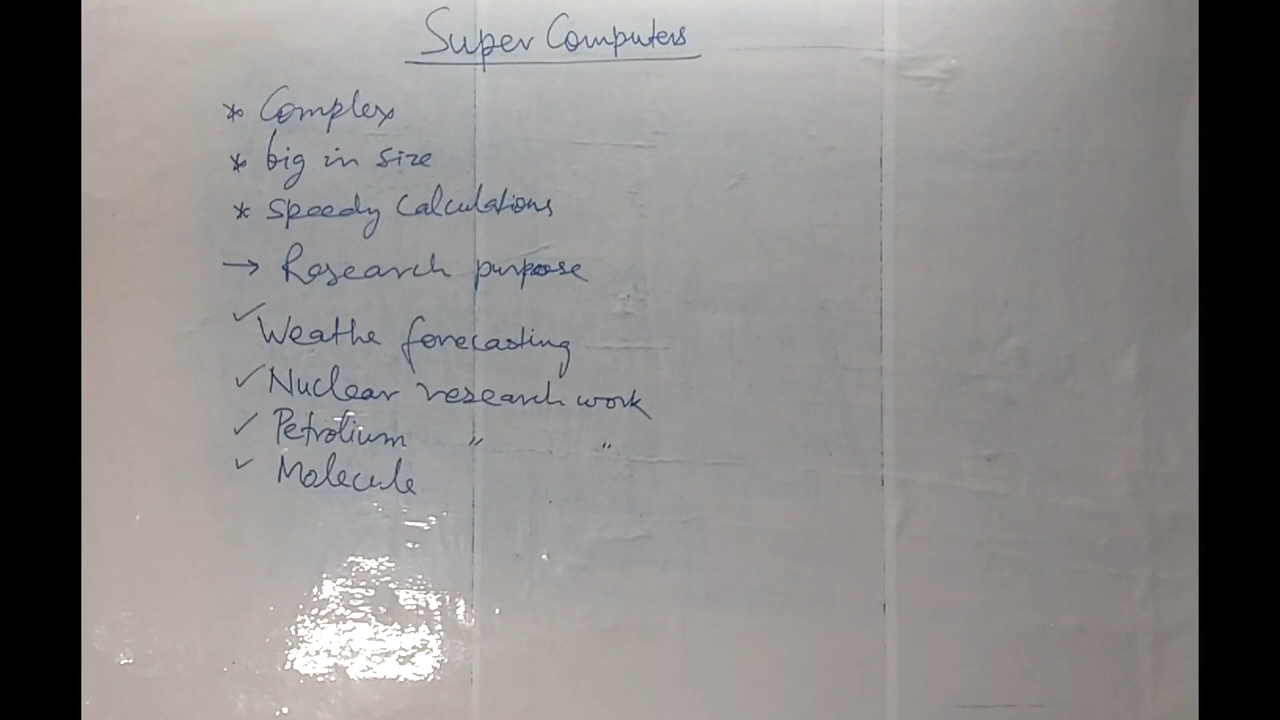 Super Computers
* Complex
* big in size
* Speedy Calculations
→ Research purpose
✓ Weathe forecasting
✓ Nuclear research work
✓ Petrolium " "
✓ Molecule